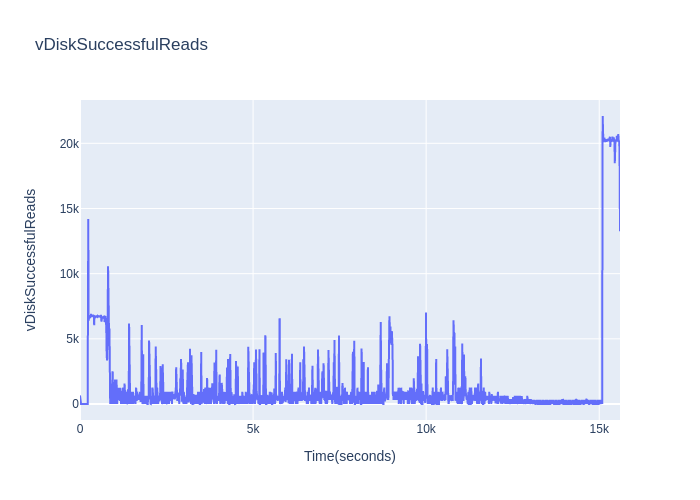 vDiskSuccessfulReads
20k
15k
10k
5k
0
vDiskSuccessfulReads
0
5k
10k
15k
Time(seconds)